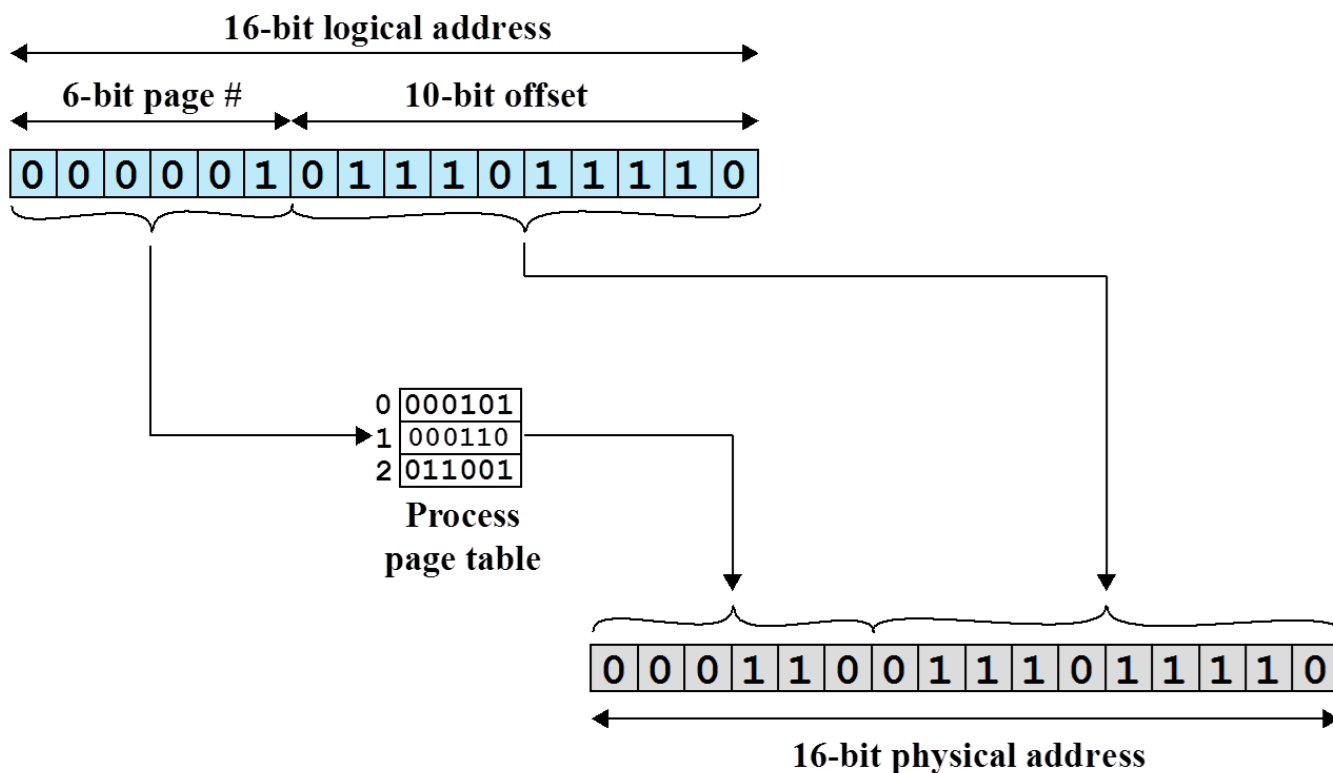 16-bit logical address
6-bit page # 10-bit offset
0 0 0 0 0 1 0 1 1 1 0 1 1 1 1 0
0 000101
1 000110
2 011001
Process
page table
0 0 0 1 1 0 0 1 1 1 0 1 1 1 1 0
16-bit physical address